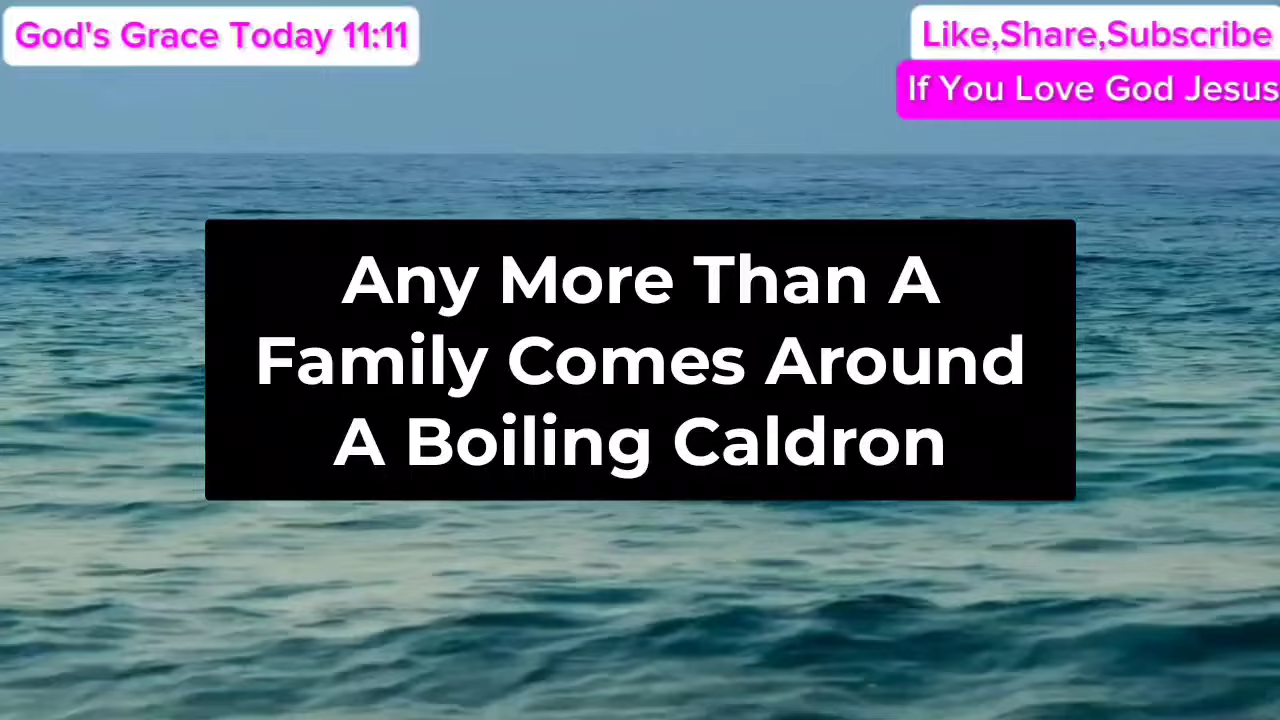 God's Grace Today 11:11
Like,Share,Subscribe
If You Love God Jesus
Any More Than A
Family Comes Around
A Boiling Caldron